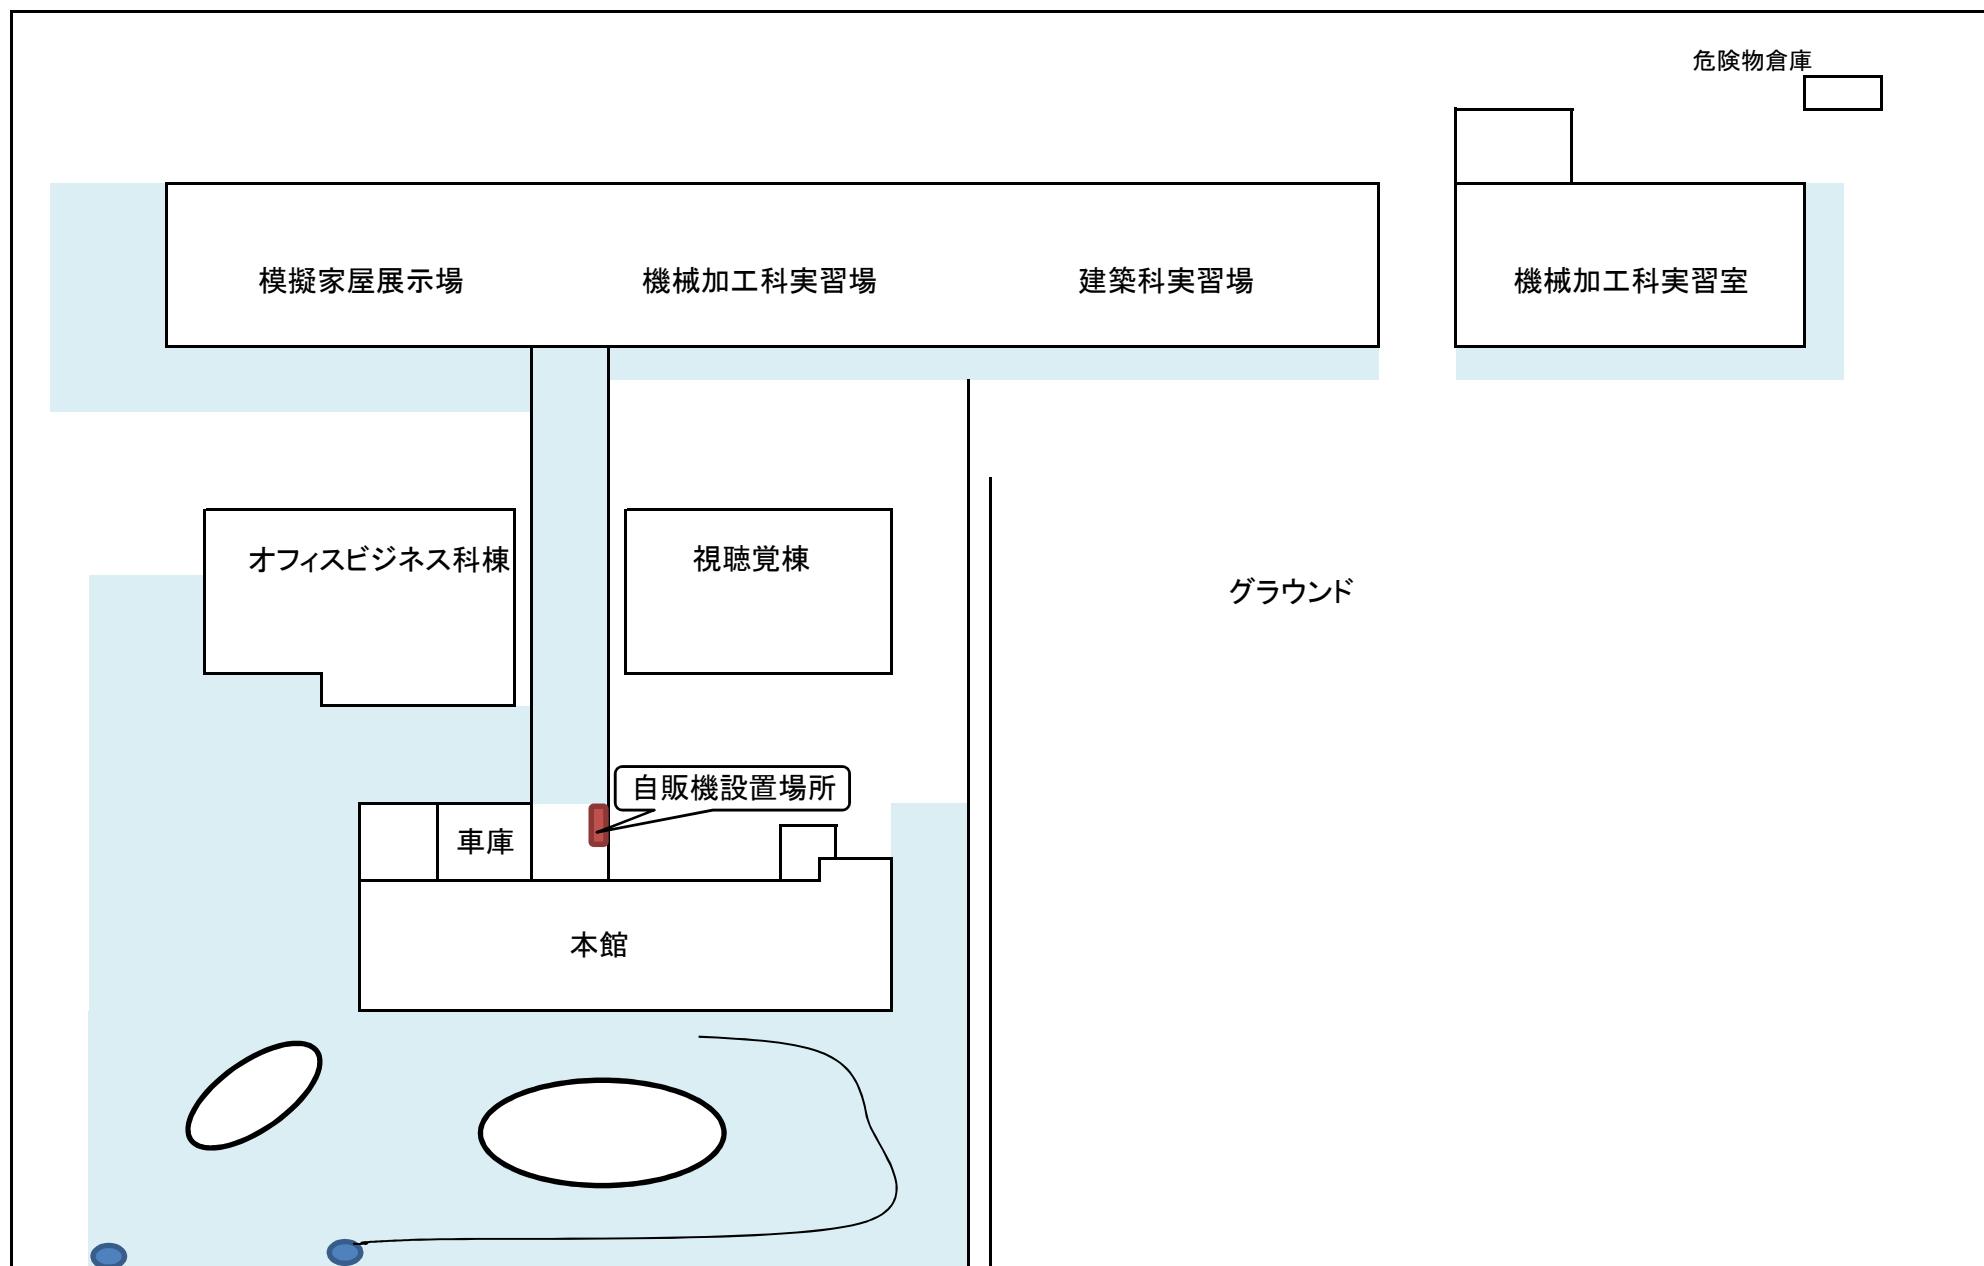 危険物倉庫
模擬家屋展示場
機械加工科実習場
建築科実習場
機械加工科実習室
オフィスビジネス科棟
視聴覚棟
グラウンド
自販機設置場所
車庫
本館